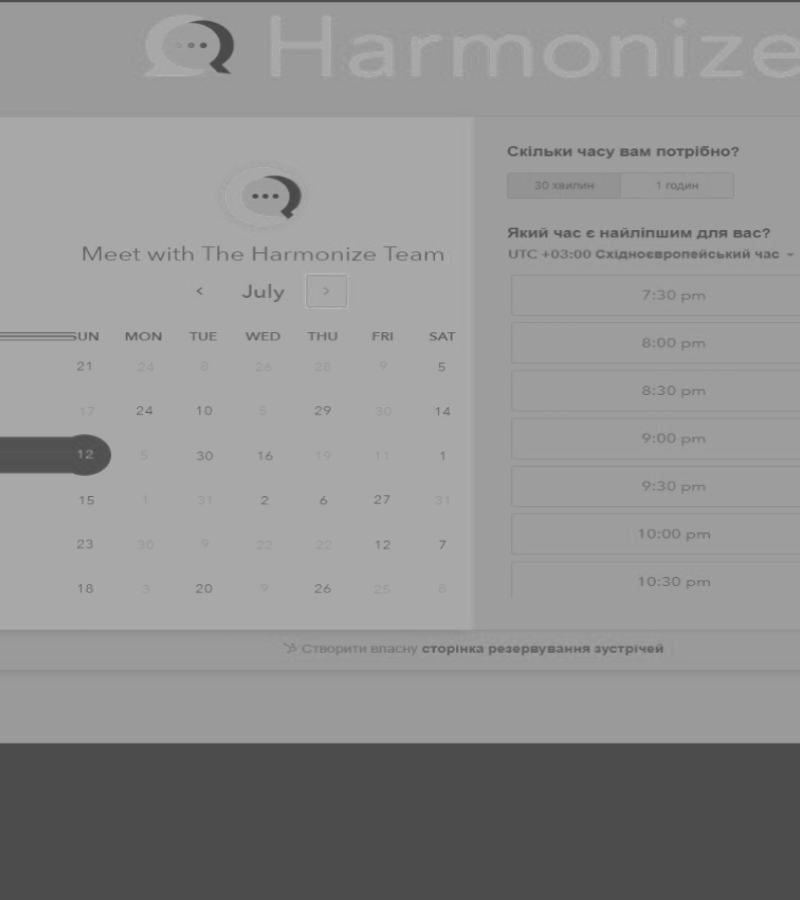 Harmonize
Meet with The Harmonize Team
July
SUN MON TUE WED THU FRI SAT
21 24 8 26 28 9 5
17 24 10 5 29 30 14
12 5 30 16 19 11 1
15 1 31 2 6 27 31
23 30 9 22 22 12 7
18 3 20 9 26 25 8
Скільки часу вам потрібно?
30 хвилин 1 годин
Який час є найліпшим для вас?
UTC +03:00 Східноєвропейський час
7:30 pm
8:00 pm
8:30 pm
9:00 pm
9:30 pm
10:00 pm
10:30 pm
Створити власну сторінка резервування зустрічей